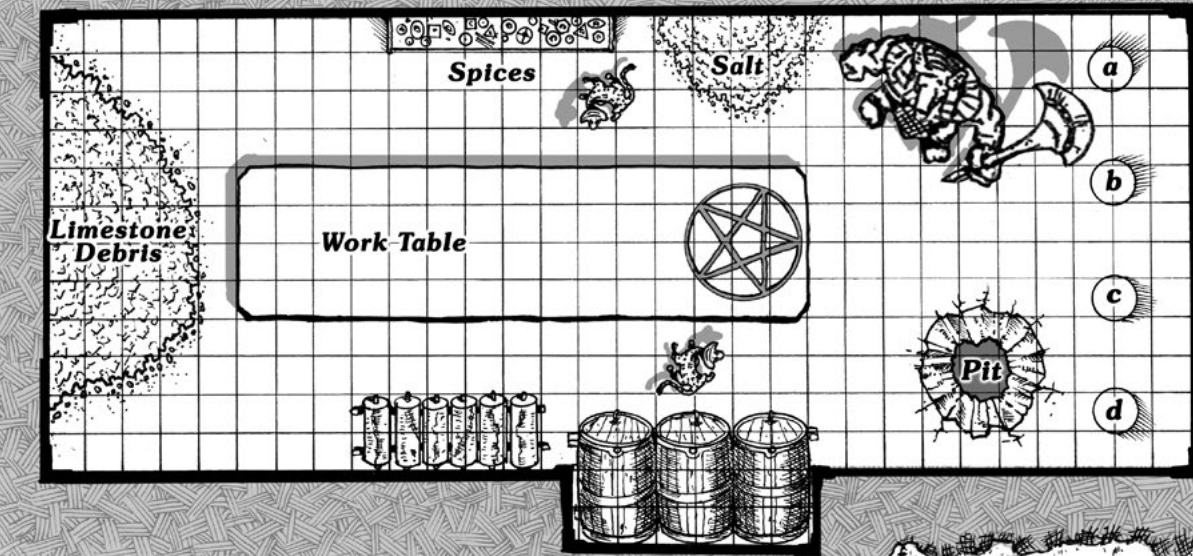 Spices
Salt
a
b
Limestone
Debris
Work Table
c
Pit
d